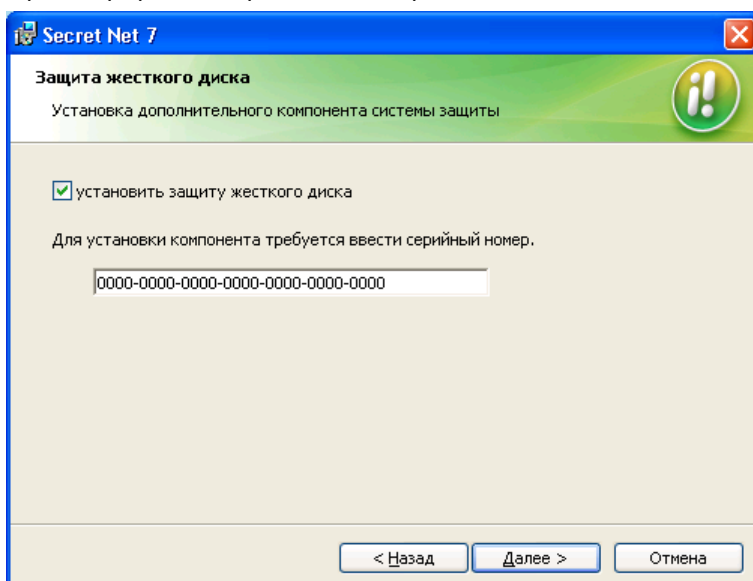 Secret Net 7
Защита жесткого диска
Установка дополнительного компонента системы защиты
установить защиту жесткого диска
Для установки компонента требуется ввести серийный номер.
0000-0000-0000-0000-0000-0000-0000
< Назад Далее > Отмена